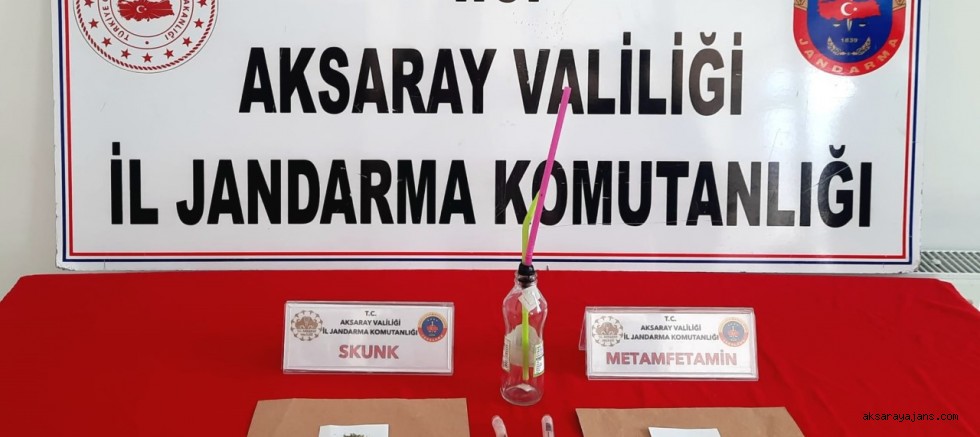 T.C.
AKSARAY VALİLİĞİ
İL JANDARMA KOMUTANLIĞI
JANDARMA
1839
T.C.
AKSARAY VALİLİĞİ
İL JANDARMA KOMUTANLIĞI
SKUNK
T.C.
AKSARAY VALİLİĞİ
İL JANDARMA KOMUTANLIĞI
METAMFETAMİN
aksarayajans.com